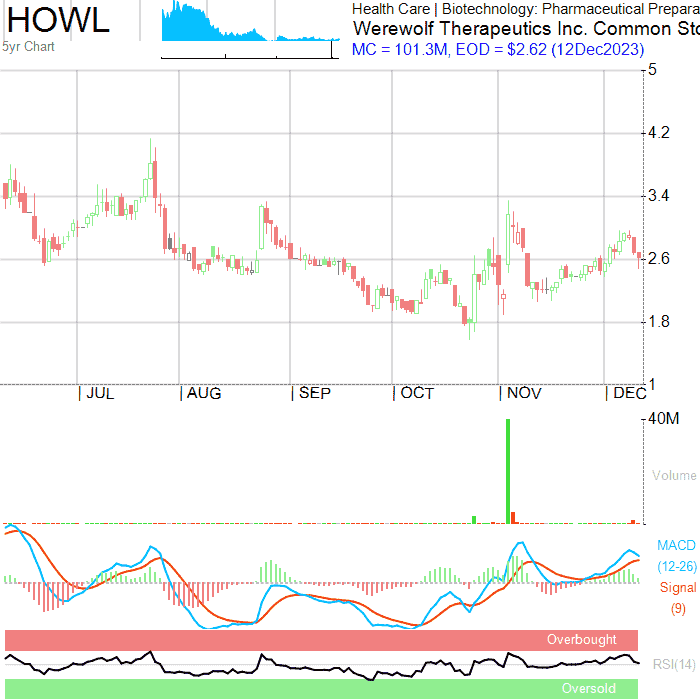 HOWL
5yr Chart
Health Care | Biotechnology: Pharmaceutical Prepara
Werewolf Therapeutics Inc. Common Sto
MC = 101.3M, EOD = $2.62 (12Dec2023)
5
4.2
3.4
2.6
1.8
1
| JUL | AUG | SEP | OCT | NOV | DEC
40M
Volume
MACD
(12-26)
Signal
(9)
Overbought
RSI(14)
Oversold